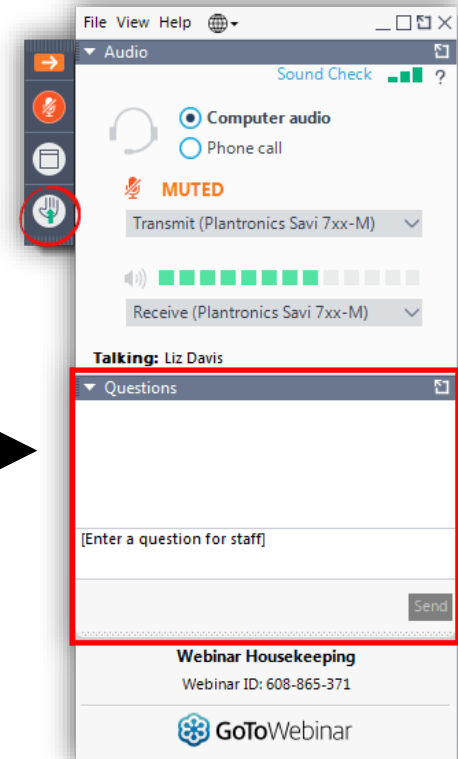 File View Help
Audio
Sound Check ?
Computer audio
Phone call
MUTED
Transmit (Plantronics Savi 7xx-M)
Receive (Plantronics Savi 7xx-M)
Talking: Liz Davis
Questions
[Enter a question for staff]
Send
Webinar Housekeeping
Webinar ID: 608-865-371
GoToWebinar